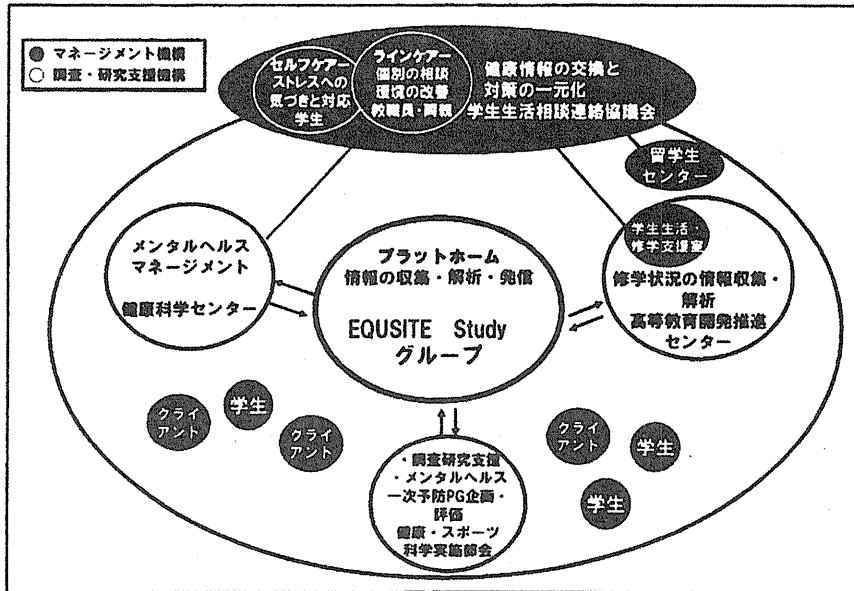 マネージメント機構
調査・研究支援機構
セルフケアー
ストレスへの
気づきと対応
学生
ラインケアー
個別の相談
環境の改善
教職員・両親
健康情報の交換と
対策の一元化
学生生活相談連絡協議会
留学生
センター
メンタルヘルス
マネージメント
健康科学センター
プラットホーム
情報の収集・解析・発信
EQUSITE Study
グループ
学生生活・
修学支援室
修学状況の情報収集・
解析
高等教育開発推進
センター
クライ
アント
学生
クライ
アント
・調査研究支援
・メンタルヘルス
一次予防PG企画・
評価
健康・スポーツ
科学実施部会
クライ
アント
学生
学生